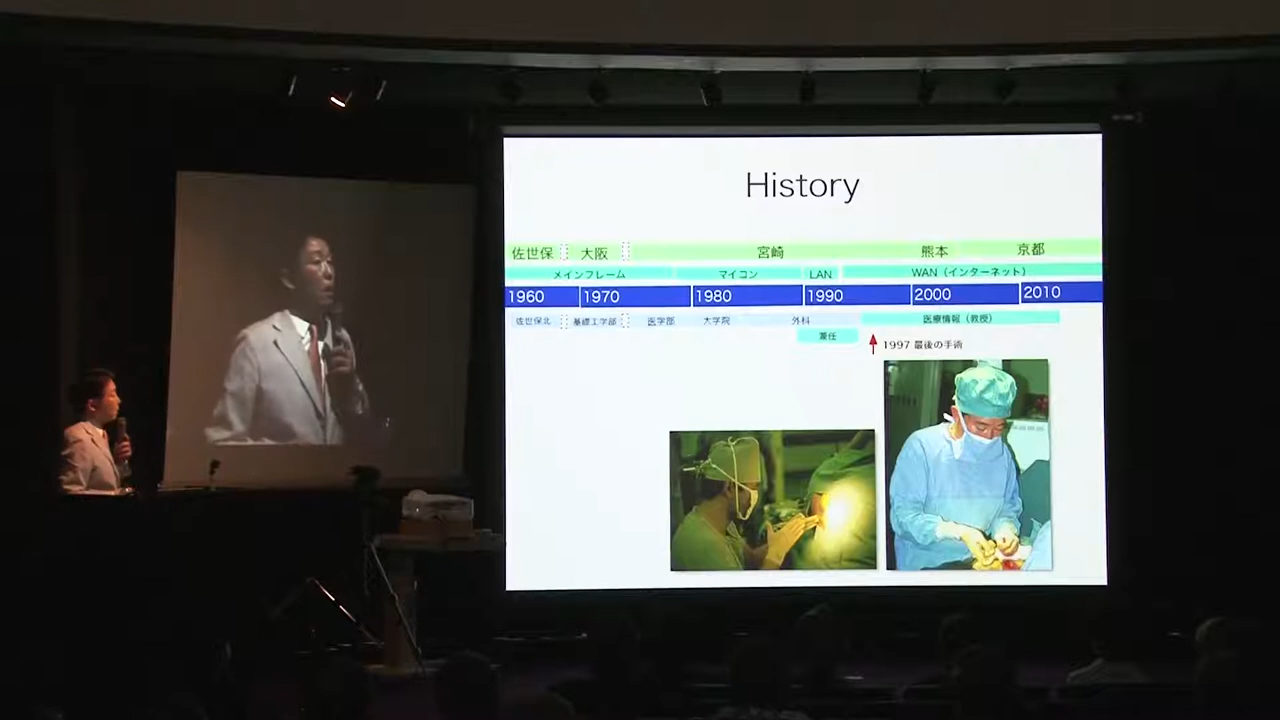 History
佐世保 大阪 宮崎 熊本 京都
メインフレーム マイコン LAN WAN（インターネット）
1960 1970 1980 1990 2000 2010
佐世保北 基礎工学部 医学部 大学院 外科 医療情報（教授）
兼任
1997 最後の手術